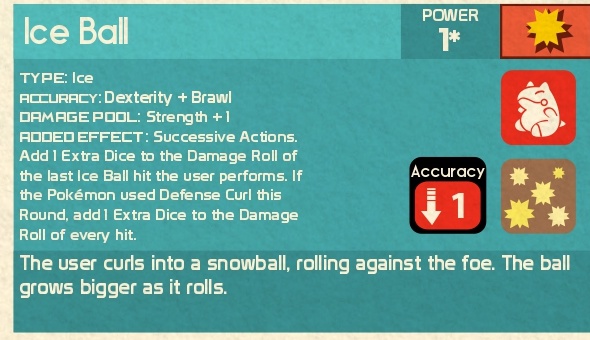 Ice Ball
POWER
1*
TYPE: Ice
ACCURACY: Dexterity + Brawl
DAMAGE POOL: Strength + 1
ADDED EFFECT: Successive Actions.
Add 1 Extra Dice to the Damage Roll of
the last Ice Ball hit the user performs. If
the Pokémon used Defense Curl this
Round, add 1 Extra Dice to the Damage
Roll of every hit.
Accuracy
1
The user curls into a snowball, rolling against the foe. The ball
grows bigger as it rolls.